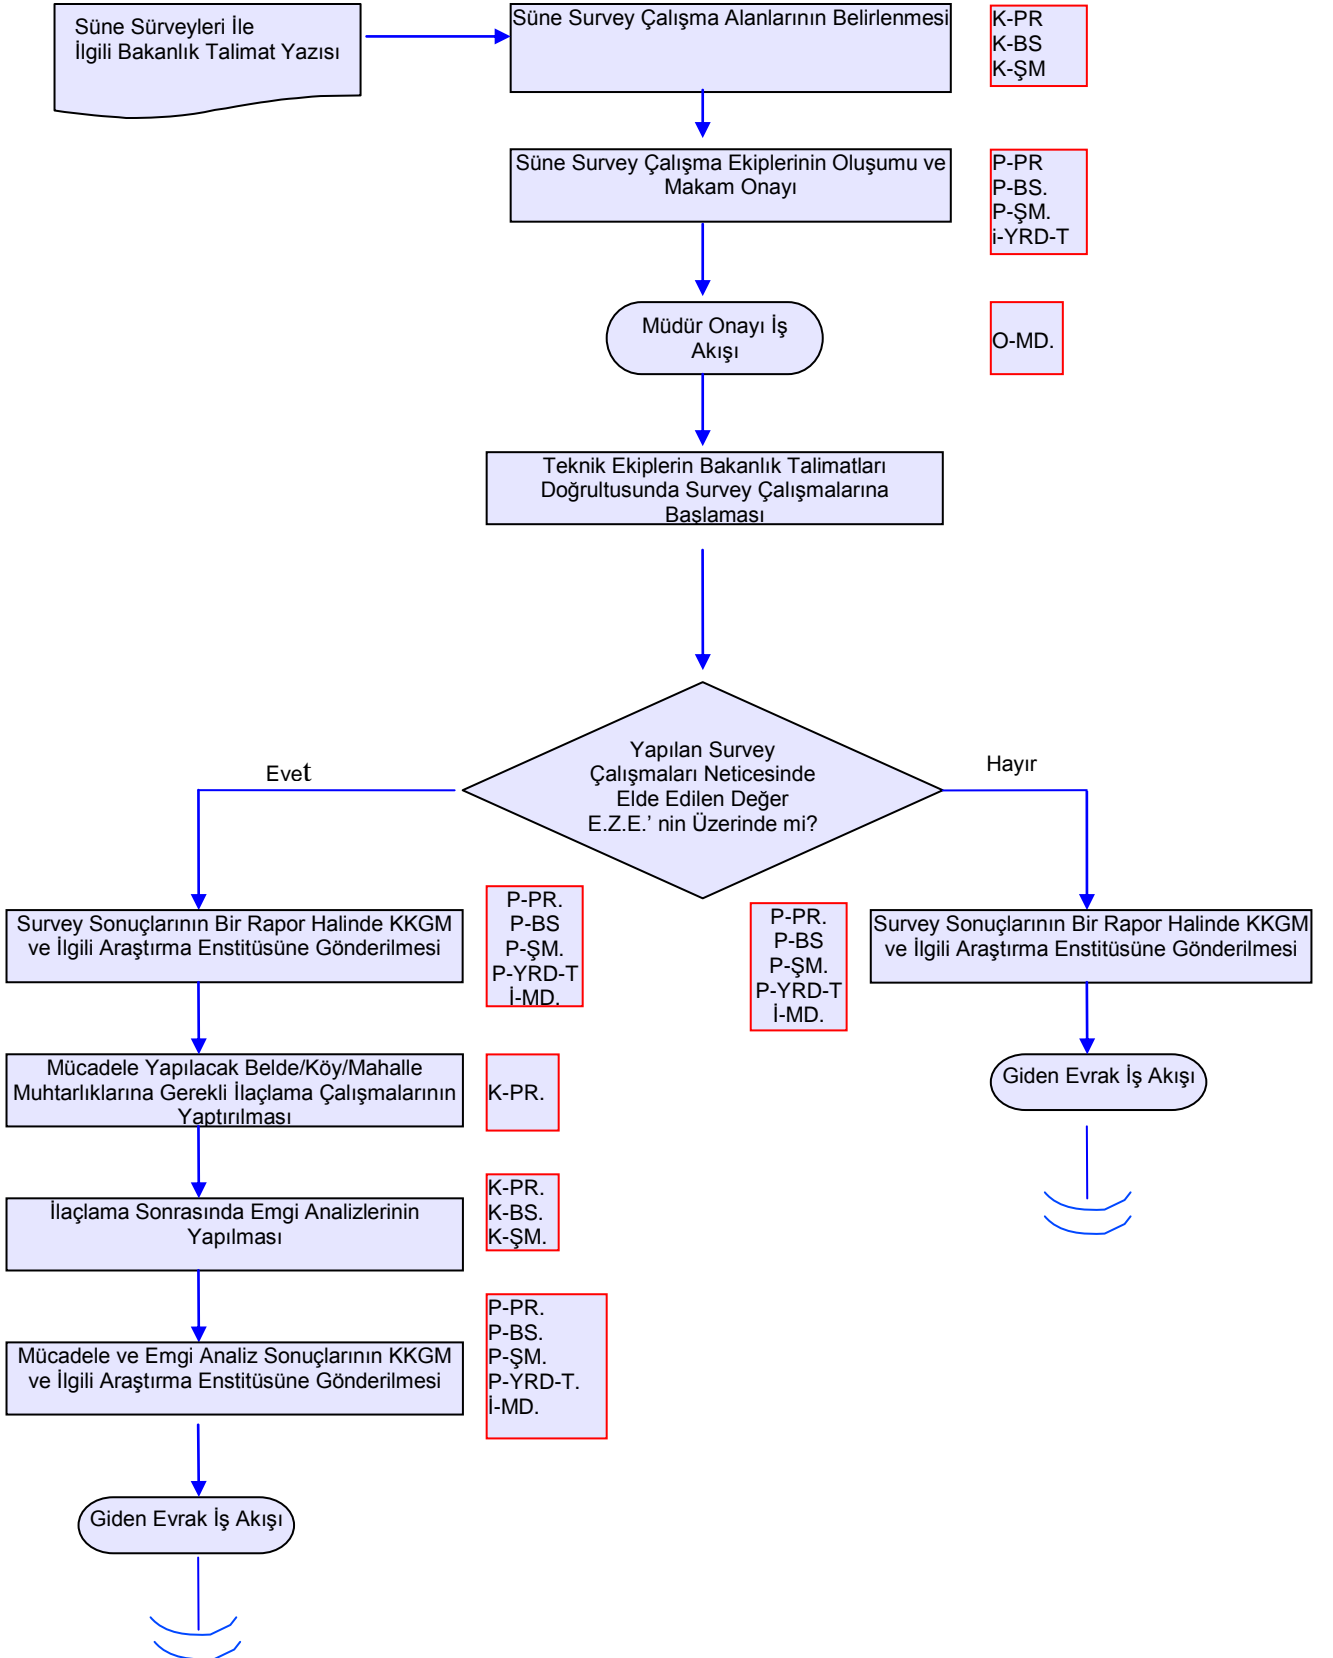 Süne Sürveyleri İle
İlgili Bakanlık Talimat Yazısı
Süne Survey Çalışma Alanlarının Belirlenmesi
K-PR
K-BS
K-ŞM
Süne Survey Çalışma Ekiplerinin Oluşumu ve
Makam Onayı
P-PR
P-BS.
P-ŞM.
i-YRD-T
Müdür Onayı İş
Akışı
O-MD.
Teknik Ekiplerin Bakanlık Talimatları
Doğrultusunda Survey Çalışmalarına
Başlaması
Yapılan Survey
Çalışmaları Neticesinde
Elde Edilen Değer
E.Z.E.' nin Üzerinde mi?
Evet
Hayır
Survey Sonuçlarının Bir Rapor Halinde KKGM
ve İlgili Araştırma Enstitüsüne Gönderilmesi
P-PR.
P-BS
P-ŞM.
P-YRD-T
İ-MD.
P-PR.
P-BS
P-ŞM.
P-YRD-T
İ-MD.
Survey Sonuçlarının Bir Rapor Halinde KKGM
ve İlgili Araştırma Enstitüsüne Gönderilmesi
Mücadele Yapılacak Belde/Köy/Mahalle
Muhtarlıklarına Gerekli İlaçlama Çalışmalarının
Yaptırılması
K-PR.
Giden Evrak İş Akışı
İlaçlama Sonrasında Emgi Analizlerinin
Yapılması
K-PR.
K-BS.
K-ŞM.
Mücadele ve Emgi Analiz Sonuçlarının KKGM
ve İlgili Araştırma Enstitüsüne Gönderilmesi
P-PR.
P-BS.
P-ŞM.
P-YRD-T.
İ-MD.
Giden Evrak İş Akışı